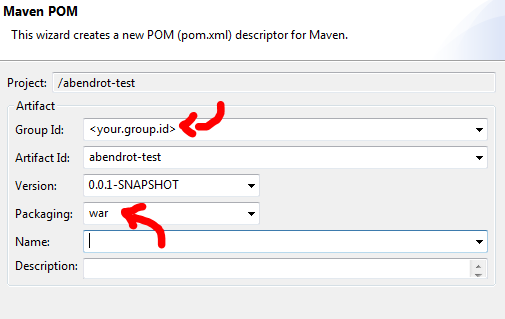 Maven POM
This wizard creates a new POM (pom.xml) descriptor for Maven.
Project: /abendrot-test
Artifact
Group Id: <your.group.id>
Artifact Id: abendrot-test
Version: 0.0.1-SNAPSHOT
Packaging: war
Name:
Description: